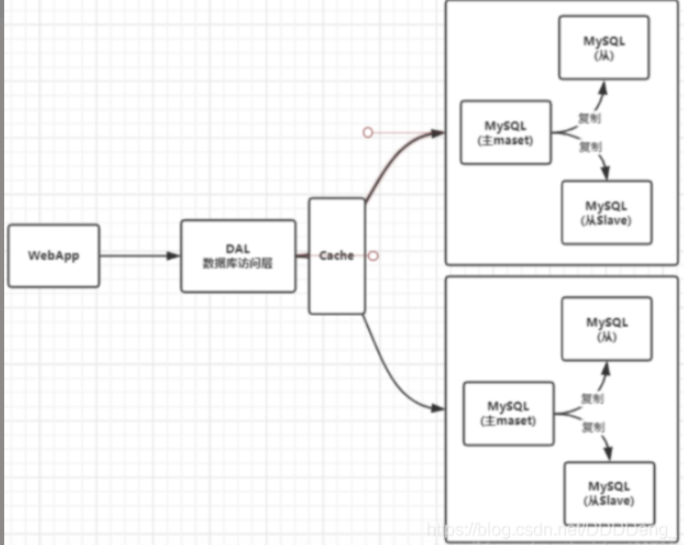 WebApp
DAL
数据库访问层
Cache
MySQL
(从)
MySQL
(主maset)
复制
复制
MySQL
(从Slave)
MySQL
(从)
MySQL
(主maset)
复制
复制
MySQL
(从Slave)
https://blog.csdn.net/DDDDeng_